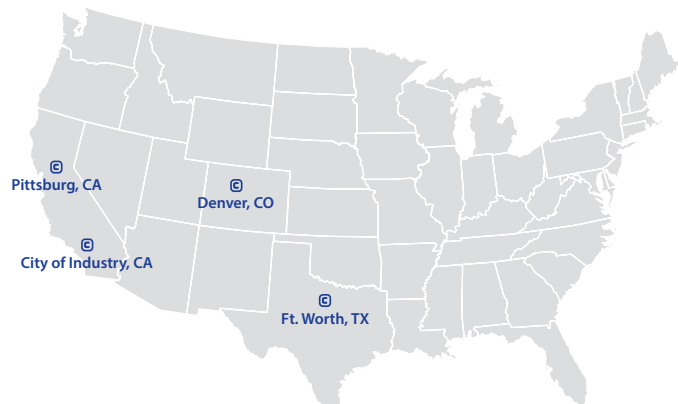 Pittsburg, CA
Denver, CO
City of Industry, CA
Ft. Worth, TX